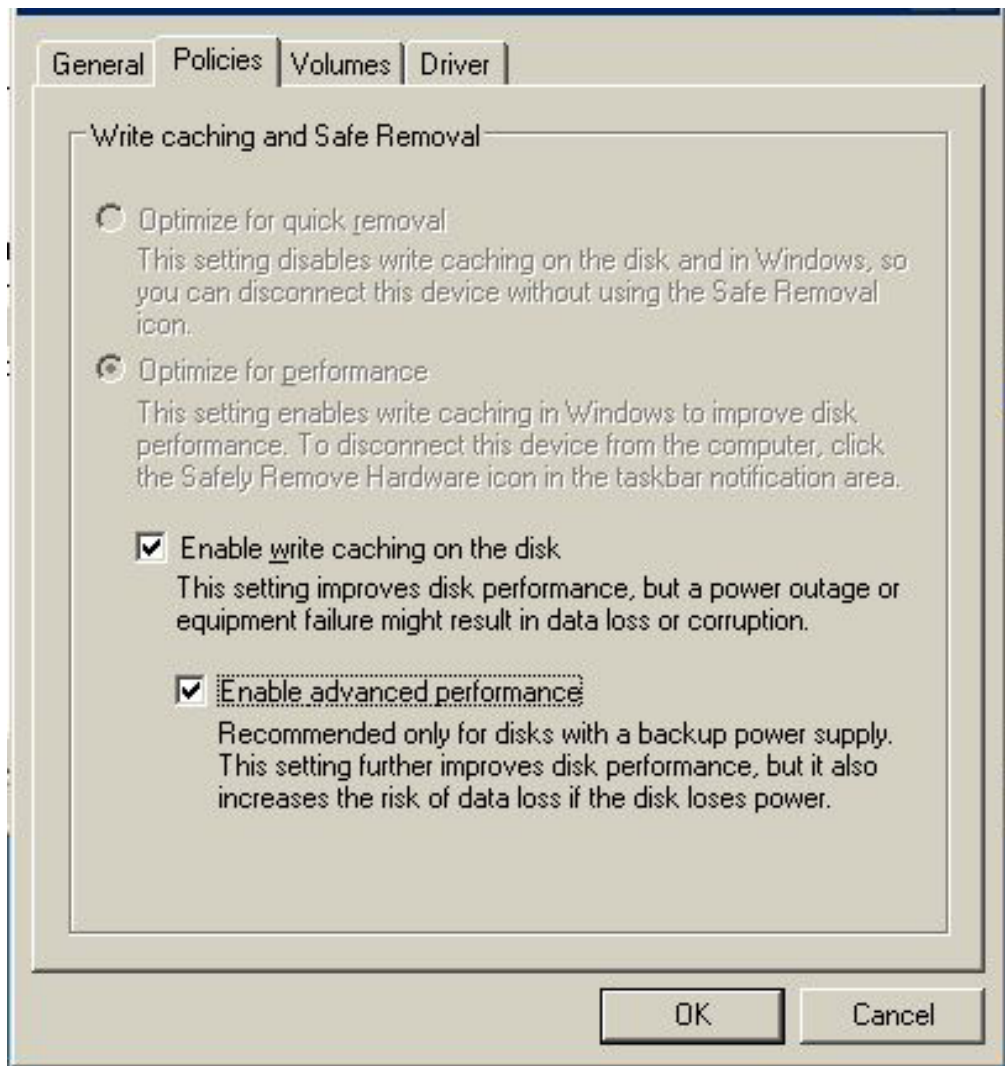 General
Policies
Volumes
Driver
Write caching and Safe Removal
Optimize for quick removal
This setting disables write caching on the disk and in Windows, so
you can disconnect this device without using the Safe Removal
icon.
Optimize for performance
This setting enables write caching in Windows to improve disk
performance. To disconnect this device from the computer, click
the Safely Remove Hardware icon in the taskbar notification area.
Enable write caching on the disk
This setting improves disk performance, but a power outage or
equipment failure might result in data loss or corruption.
Enable advanced performance
Recommended only for disks with a backup power supply.
This setting further improves disk performance, but it also
increases the risk of data loss if the disk loses power.
OK
Cancel